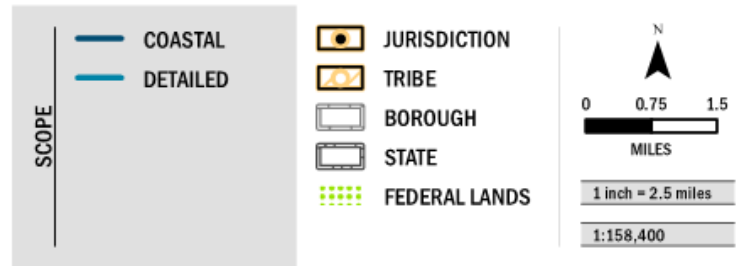 SCOPE
COASTAL
DETAILED
JURISDICTION
TRIBE
BOROUGH
STATE
FEDERAL LANDS
N
0 0.75 1.5
MILES
1 inch = 2.5 miles
1:158,400